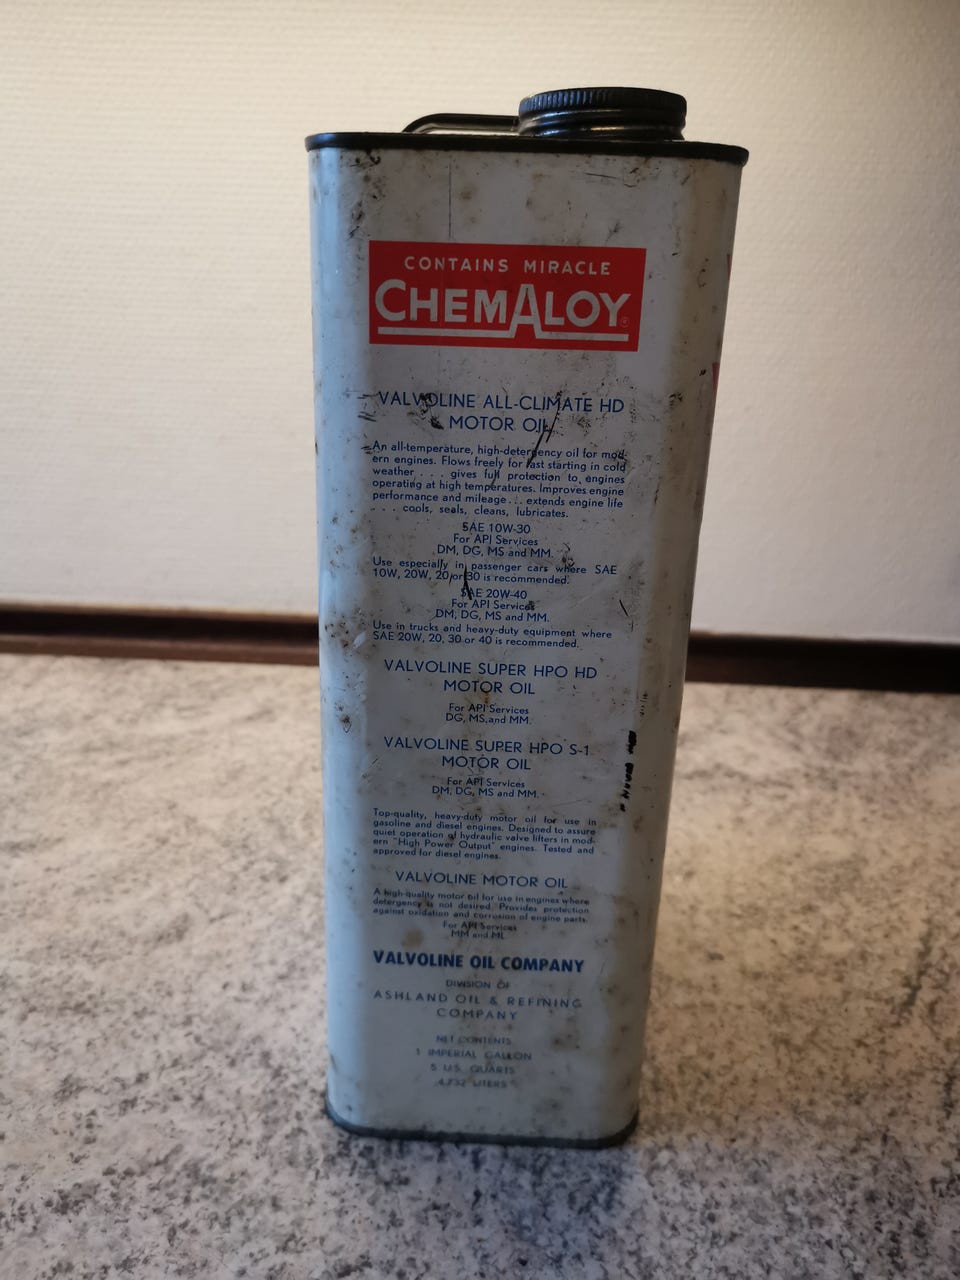 CONTAINS MIRACLE
CHEMALOY®
VALVOLINE ALL-CLIMATE HD
MOTOR OIL
An all-temperature, high-detergency oil for mod-
ern engines. Flows freely for fast starting in cold
weather . . . gives full protection to engines
operating at high temperatures. Improves engine
performance and mileage . . . extends engine life
. . . cools, seals, cleans, lubricates.
SAE 10W-30
For API Services
DM, DG, MS and MM.
Use especially in passenger cars where SAE
10W, 20W, 20 or 30 is recommended.
SAE 20W-40
For API Services
DM, DG, MS and MM.
Use in trucks and heavy-duty equipment where
SAE 20W, 20, 30 or 40 is recommended.
VALVOLINE SUPER HPO HD
MOTOR OIL
For API Services
DG, MS and MM.
VALVOLINE SUPER HPO S-1
MOTOR OIL
For API Services
DM, DG, MS and MM.
Top-quality, heavy-duty motor oil for use in
gasoline and diesel engines. Designed to assure
quiet operation of hydraulic valve lifters in mod-
ern "High Power Output" engines. Tested and
approved for diesel engines.
VALVOLINE MOTOR OIL
A high-quality motor oil for use in engines where
detergency is not desired. Provides protection
against oxidation and corrosion of engine parts.
For API Services
MM and ML
VALVOLINE OIL COMPANY
DIVISION OF
ASHLAND OIL & REFINING
COMPANY
NET CONTENTS
1 IMPERIAL GALLON
5 U.S. QUARTS
4.732 LITERS